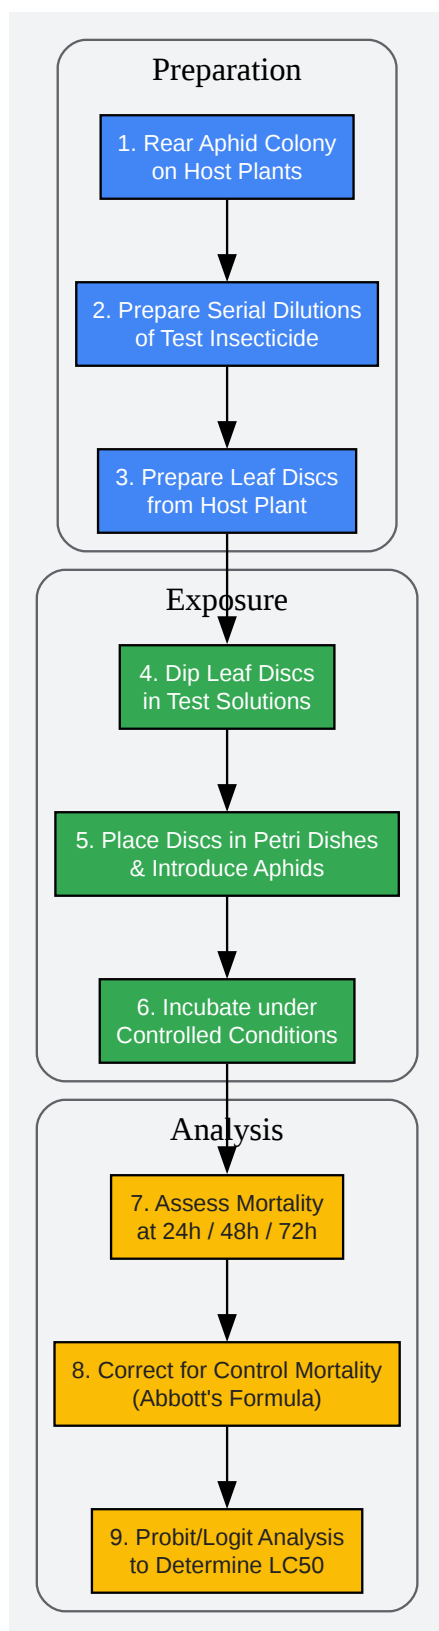 Preparation
1. Rear Aphid Colony
on Host Plants
2. Prepare Serial Dilutions
of Test Insecticide
3. Prepare Leaf Discs
from Host Plant
Exposure
4. Dip Leaf Discs
in Test Solutions
5. Place Discs in Petri Dishes
& Introduce Aphids
6. Incubate under
Controlled Conditions
Analysis
7. Assess Mortality
at 24h / 48h / 72h
8. Correct for Control Mortality
(Abbott's Formula)
9. Probit/Logit Analysis
to Determine LC50